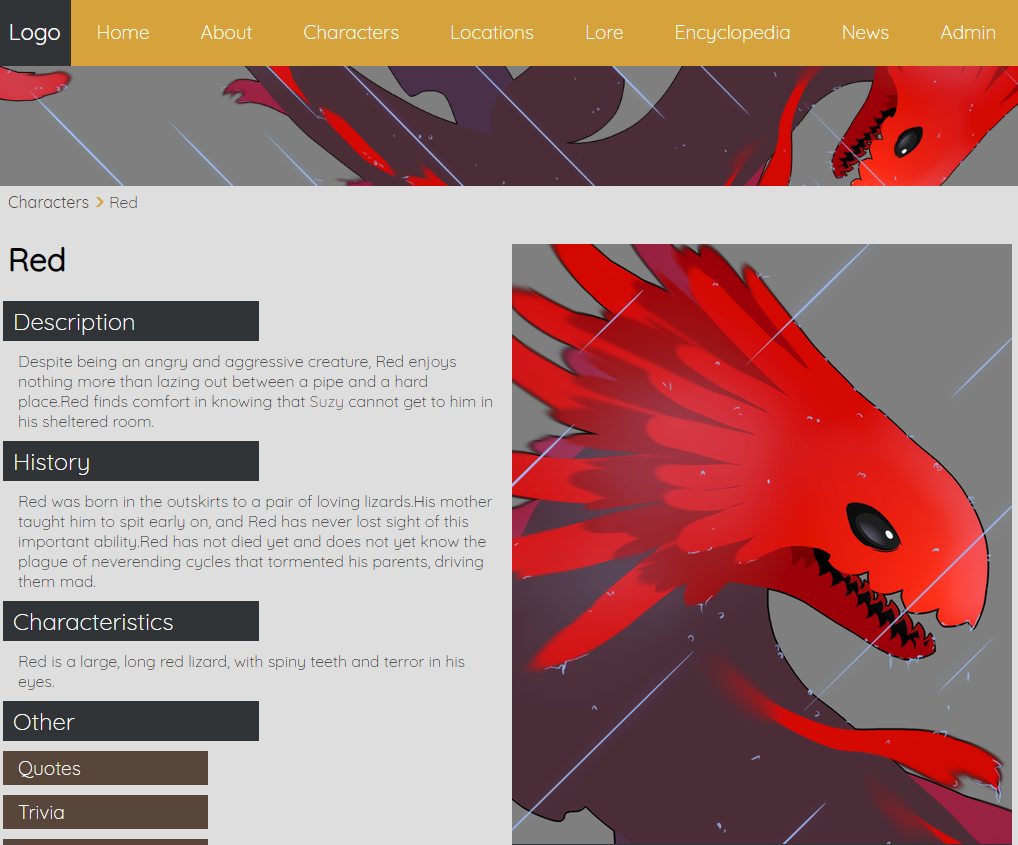 Logo Home About Characters Locations Lore Encyclopedia News Admin
Characters > Red
Red
Description
Despite being an angry and aggressive creature, Red enjoys
nothing more than lazing out between a pipe and a hard
place.Red finds comfort in knowing that Suzy cannot get to him in
his sheltered room.
History
Red was born in the outskirts to a pair of loving lizards.His mother
taught him to spit early on, and Red has never lost sight of this
important ability.Red has not died yet and does not yet know the
plague of neverending cycles that tormented his parents, driving
them mad.
Characteristics
Red is a large, long red lizard, with spiny teeth and terror in his
eyes.
Other
Quotes
Trivia